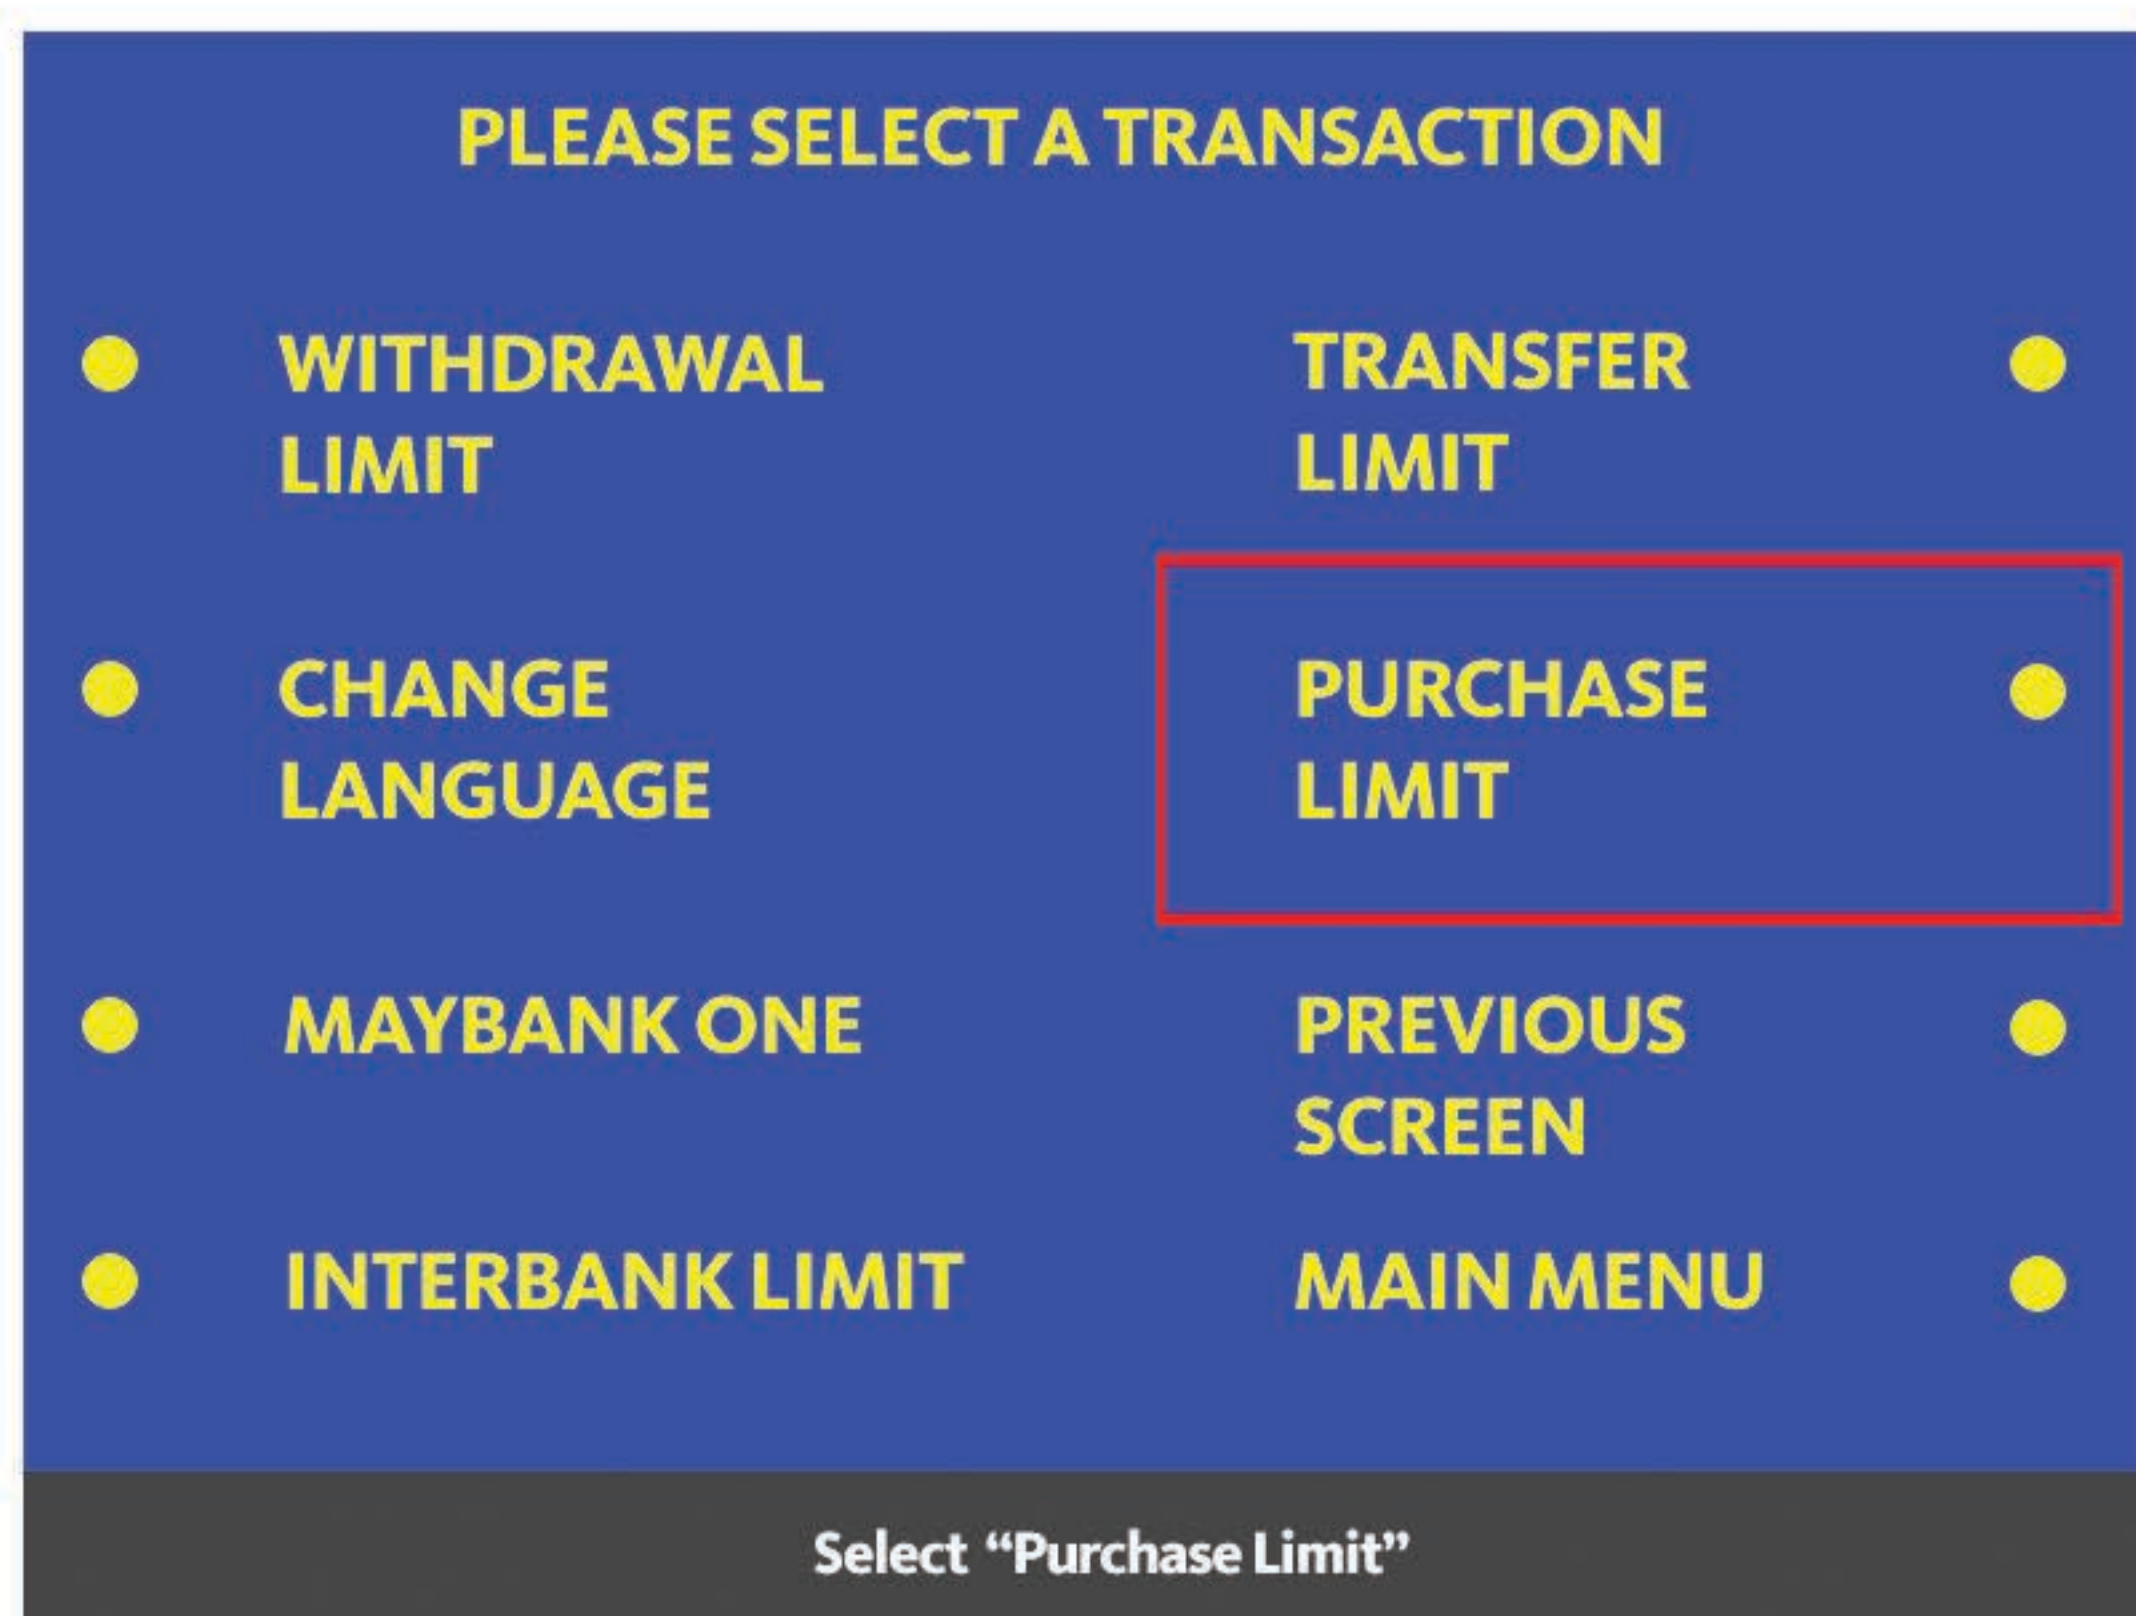 PLEASE SELECT A TRANSACTION
WITHDRAWAL
LIMIT
TRANSFER
LIMIT
CHANGE
LANGUAGE
PURCHASE
LIMIT
MAYBANK ONE
PREVIOUS
SCREEN
INTERBANK LIMIT
MAIN MENU
Select “Purchase Limit”